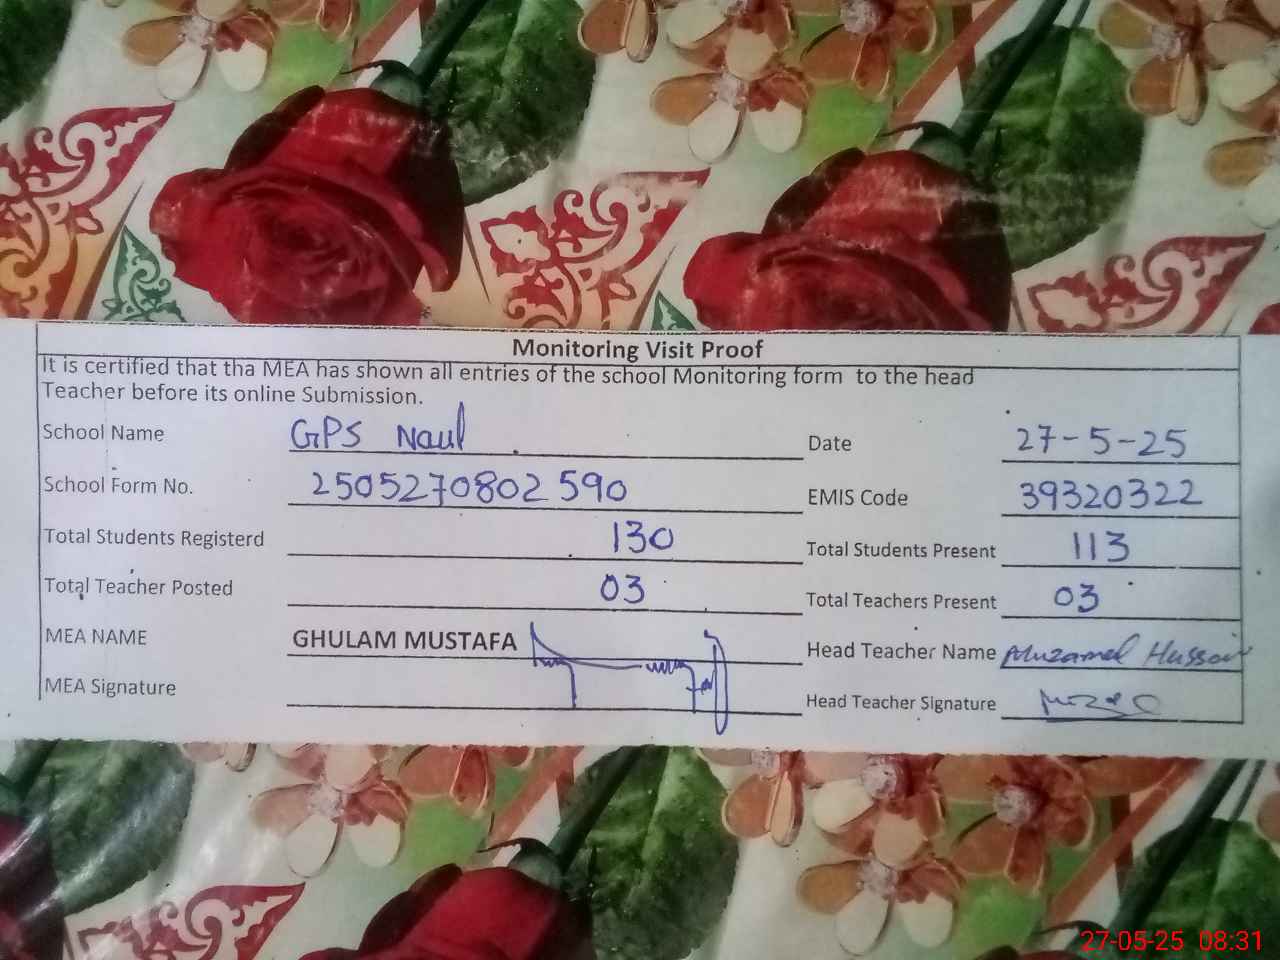 Monitoring Visit Proof
It is certified that tha MEA has shown all entries of the school Monitoring form to the head
Teacher before its online Submission.
School Name GPS Naul Date 27-5-25
School Form No. 2505270802590 EMIS Code 39320322
Total Students Registerd 130 Total Students Present 113
Total Teacher Posted 03 Total Teachers Present 03
MEA NAME GHULAM MUSTAFA Head Teacher Name Muzamel Hussain
MEA Signature Head Teacher Signature
27-05-25 08:31